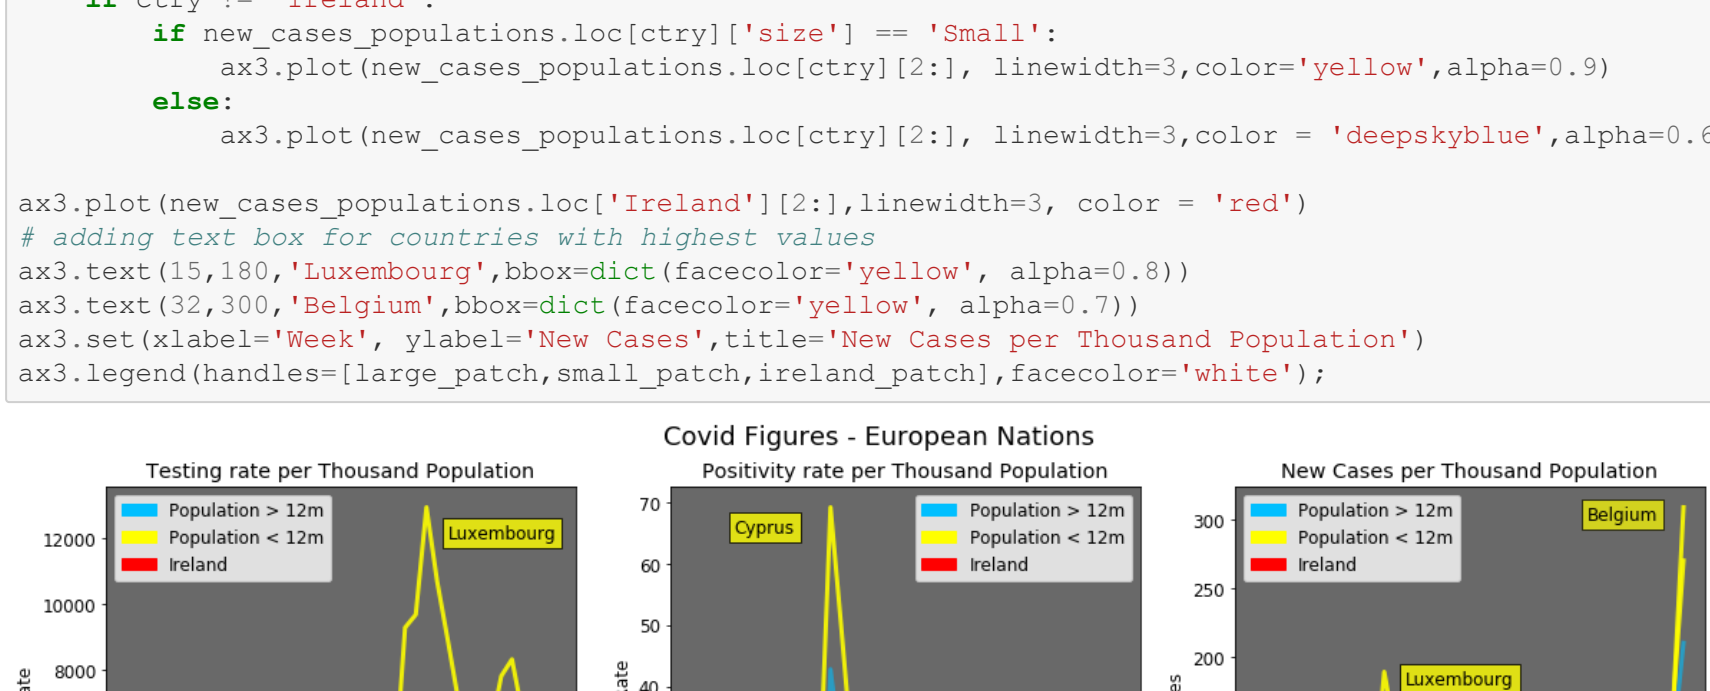 if ctry != 'Ireland':
if new_cases_populations.loc[ctry]['size'] == 'Small':
ax3.plot(new_cases_populations.loc[ctry][2:], linewidth=3,color='yellow',alpha=0.9)
else:
ax3.plot(new_cases_populations.loc[ctry][2:], linewidth=3,color = 'deepskyblue',alpha=0.6
ax3.plot(new_cases_populations.loc['Ireland'][2:],linewidth=3, color = 'red')
# adding text box for countries with highest values
ax3.text(15,180,'Luxembourg',bbox=dict(facecolor='yellow', alpha=0.8))
ax3.text(32,300,'Belgium',bbox=dict(facecolor='yellow', alpha=0.7))
ax3.set(xlabel='Week', ylabel='New Cases',title='New Cases per Thousand Population')
ax3.legend(handles=[large_patch,small_patch,ireland_patch],facecolor='white');
Covid Figures - European Nations
Testing rate per Thousand Population
Population > 12m
Population < 12m
Ireland
Luxembourg
12000
10000
8000
Positivity rate per Thousand Population
Cyprus
Population > 12m
Population < 12m
Ireland
70
60
50
40
New Cases per Thousand Population
Population > 12m
Population < 12m
Ireland
Belgium
Luxembourg
300
250
200